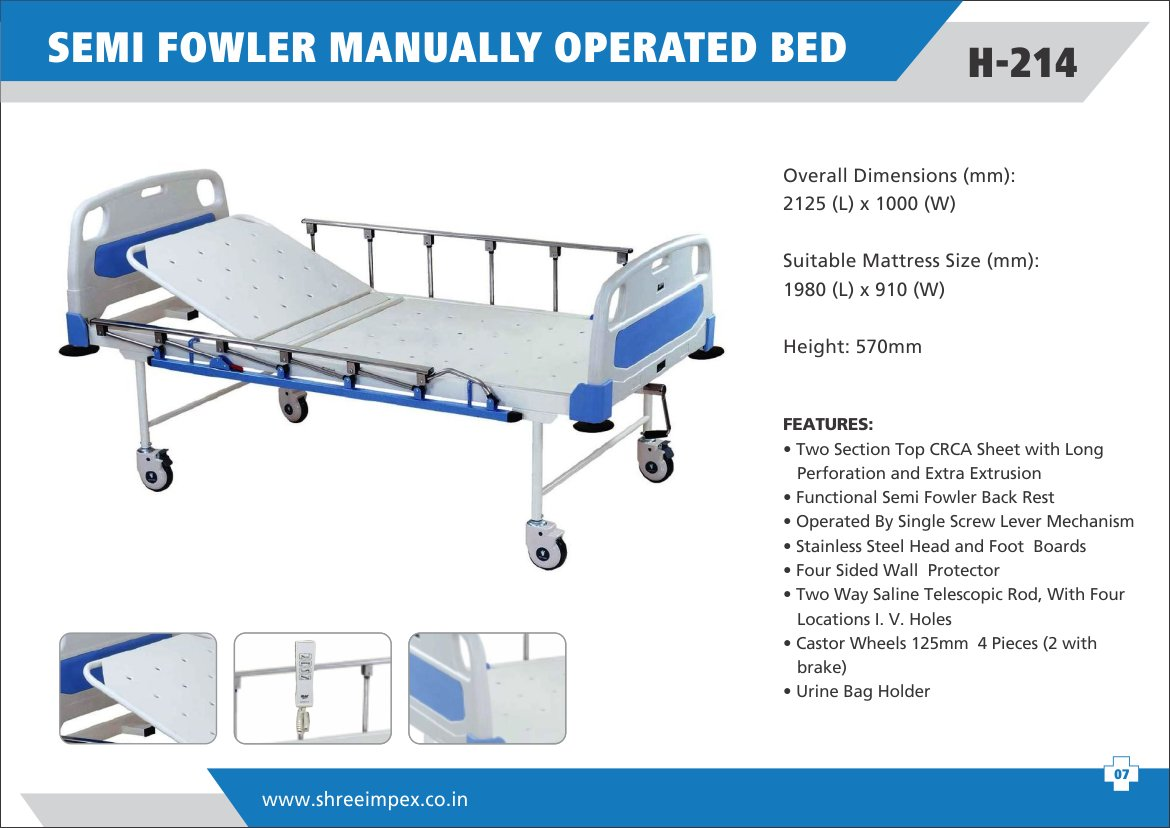 SEMI FOWLER MANUALLY OPERATED BED
H-214
Overall Dimensions (mm):
2125 (L) x 1000 (W)
Suitable Mattress Size (mm):
1980 (L) x 910 (W)
Height: 570mm
FEATURES:
• Two Section Top CRCA Sheet with Long
Perforation and Extra Extrusion
• Functional Semi Fowler Back Rest
• Operated By Single Screw Lever Mechanism
• Stainless Steel Head and Foot  Boards
• Four Sided Wall  Protector
• Two Way Saline Telescopic Rod, With Four
Locations I. V. Holes
• Castor Wheels 125mm  4 Pieces (2 with
brake)
• Urine Bag Holder
07
www.shreeimpex.co.in